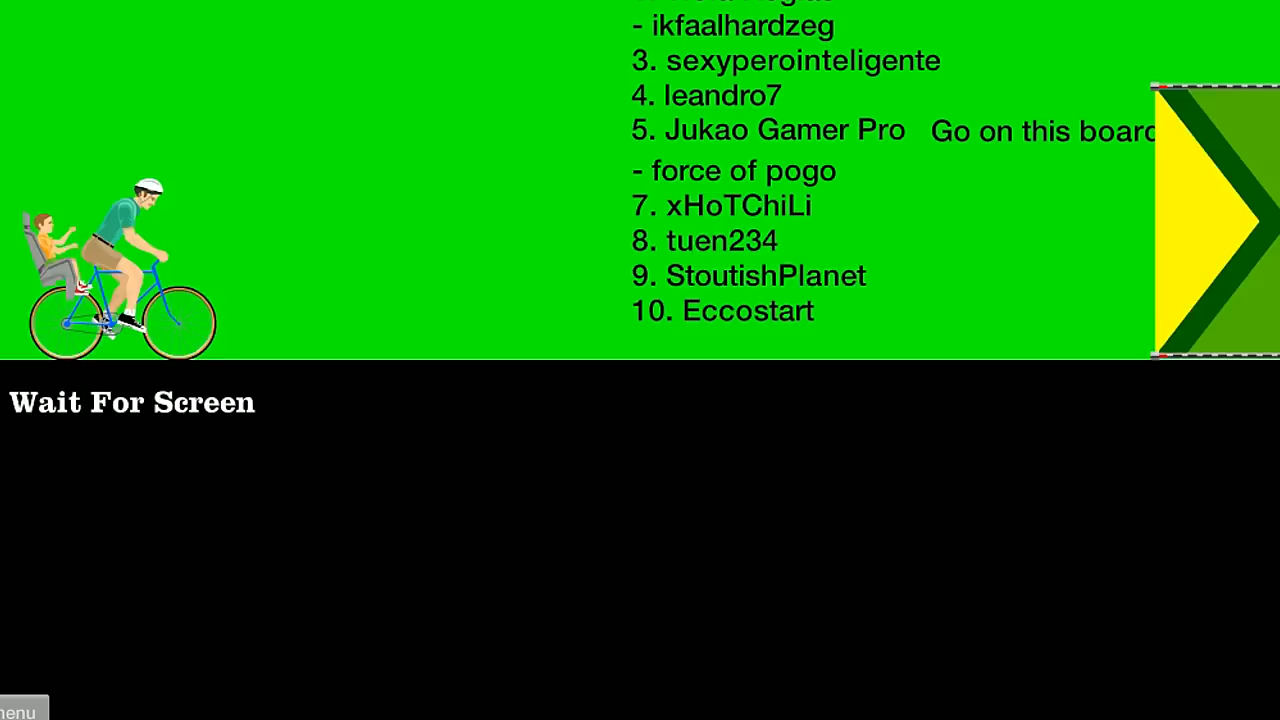 - ikfaalhardzeg
3. sexyperointeligente
4. leandro7
5. Jukao Gamer Pro Go on this board
- force of pogo
7. xHoTChiLi
8. tuen234
9. StoutishPlanet
10. Eccostart
Wait For Screen
menu